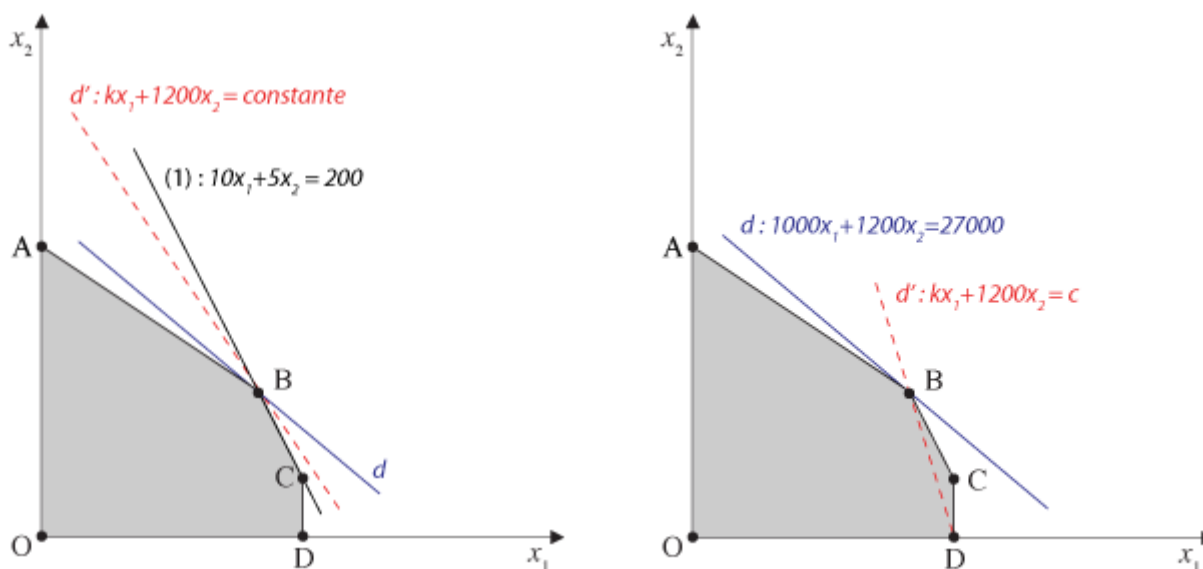 x₂
d' : kx₁+1200x₂= constante
(1) : 10x₁+5x₂ = 200
A
B
d
C
O
D
x₁
x₂
d : 1000x₁+1200x₂=27000
A
d' : kx₁+1200x₂= c
B
C
O
D
x₁